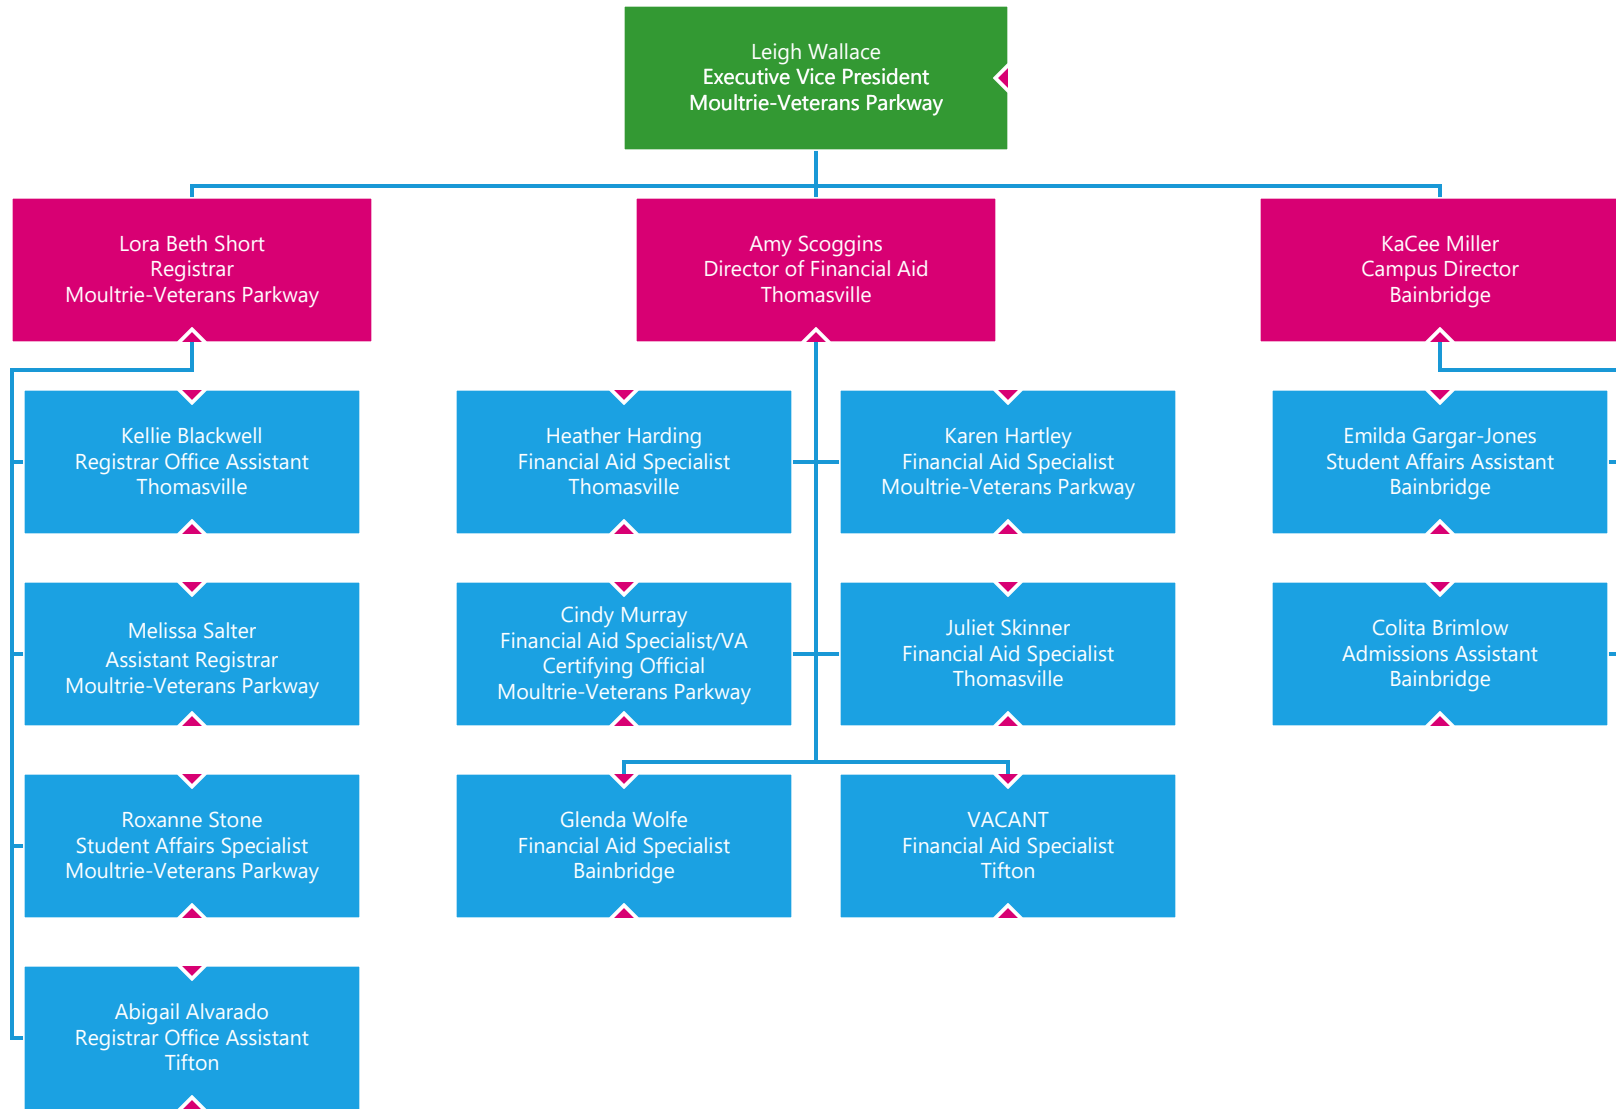 Leigh Wallace
Executive Vice President
Moultrie-Veterans Parkway
Lora Beth Short
Registrar
Moultrie-Veterans Parkway
Amy Scoggins
Director of Financial Aid
Thomasville
KaCee Miller
Campus Director
Bainbridge
Kellie Blackwell
Registrar Office Assistant
Thomasville
Heather Harding
Financial Aid Specialist
Thomasville
Karen Hartley
Financial Aid Specialist
Moultrie-Veterans Parkway
Emilda Gargar-Jones
Student Affairs Assistant
Bainbridge
Melissa Salter
Assistant Registrar
Moultrie-Veterans Parkway
Cindy Murray
Financial Aid Specialist/VA
Certifying Official
Moultrie-Veterans Parkway
Juliet Skinner
Financial Aid Specialist
Thomasville
Colita Brimlow
Admissions Assistant
Bainbridge
Roxanne Stone
Student Affairs Specialist
Moultrie-Veterans Parkway
Glenda Wolfe
Financial Aid Specialist
Bainbridge
VACANT
Financial Aid Specialist
Tifton
Abigail Alvarado
Registrar Office Assistant
Tifton